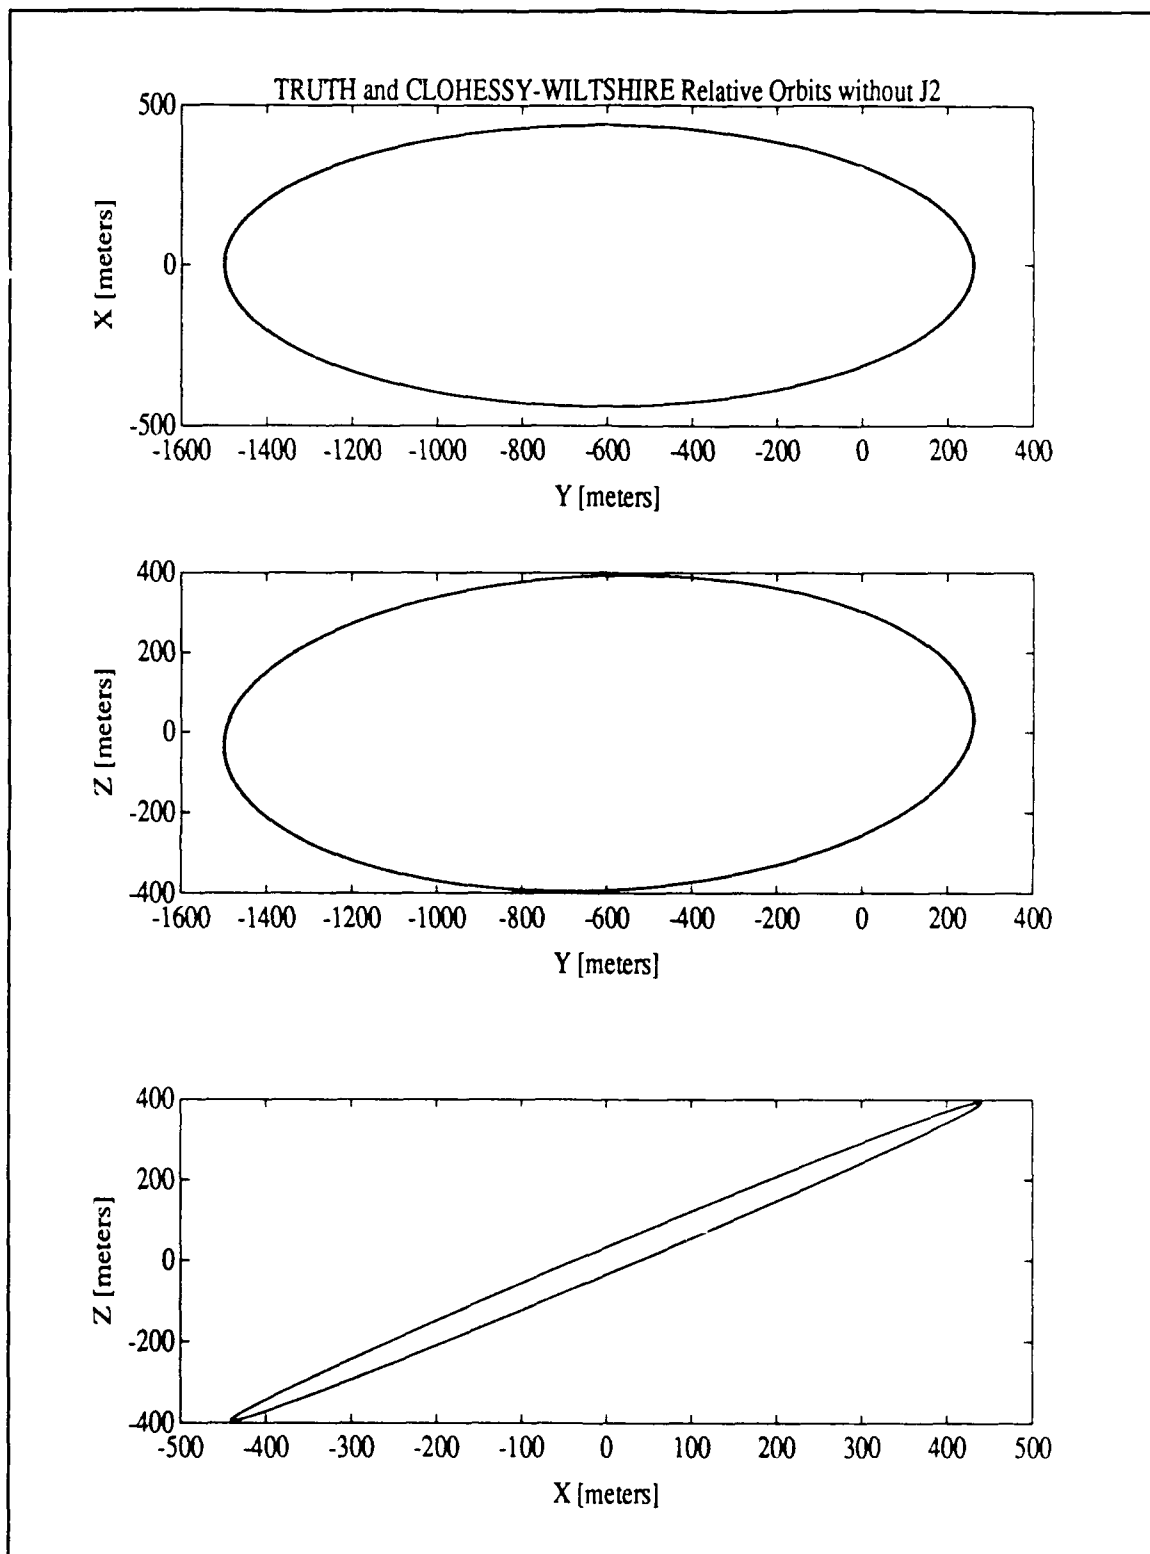 TRUTH and CLOHESSY-WILTSHIRE Relative Orbits without J2
500
0
-500
X [meters]
-1600 -1400 -1200 -1000 -800 -600 -400 -200 0 200 400
Y [meters]
400
200
0
-200
-400
Z [meters]
-1600 -1400 -1200 -1000 -800 -600 -400 -200 0 200 400
Y [meters]
400
200
0
-200
-400
Z [meters]
-500 -400 -300 -200 -100 0 100 200 300 400 500
X [meters]